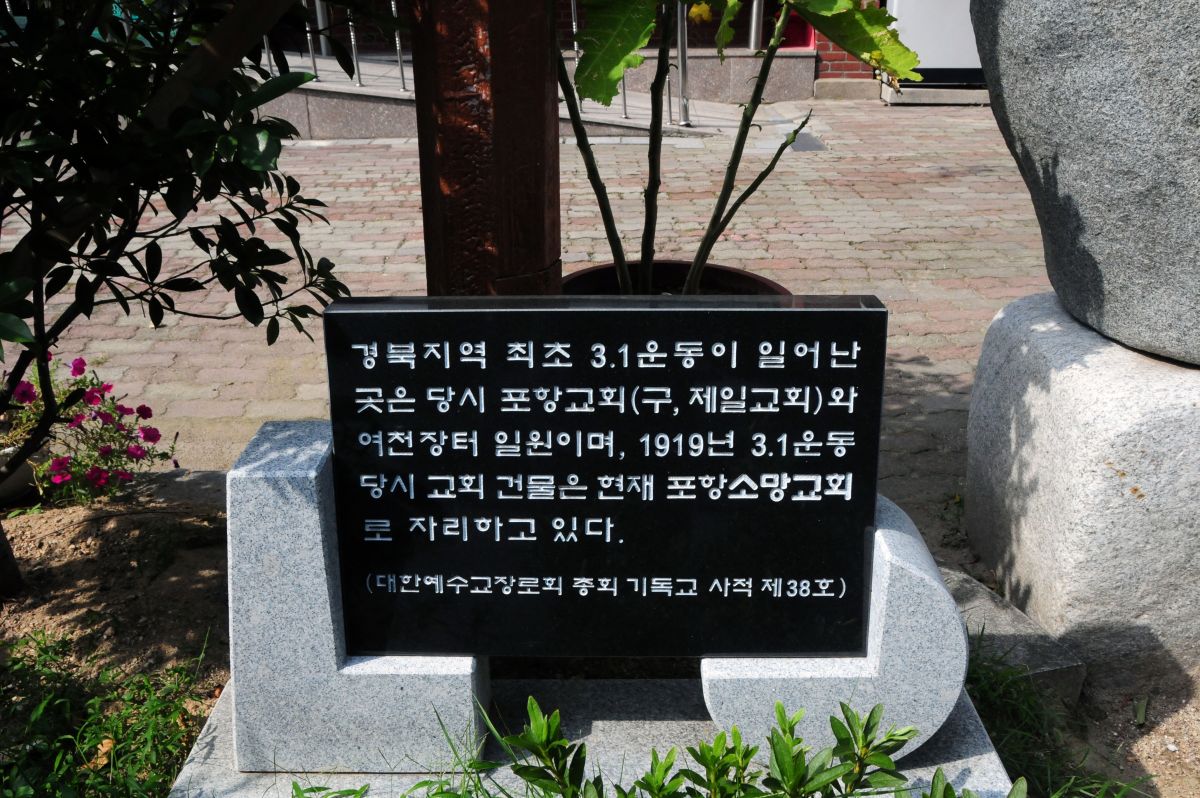 경북지역 최초 3.1운동이 일어난
곳은 당시 포항교회(구, 제일교회)와
여천장터 일원이며, 1919년 3.1운동
당시 교회 건물은 현재 포항소망교회
로 자리하고 있다.
(대한예수교장로회 총회 기독교 사적 제38호)